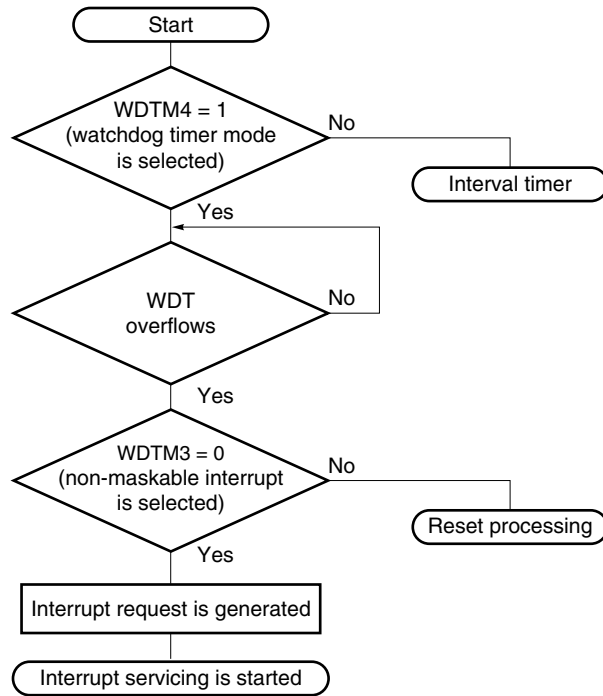 Start
WDTM4 = 1
(watchdog timer mode
is selected)
No
Interval timer
Yes
WDT
overflows
No
Yes
WDTM3 = 0
(non-maskable interrupt
is selected)
No
Reset processing
Yes
Interrupt request is generated
Interrupt servicing is started